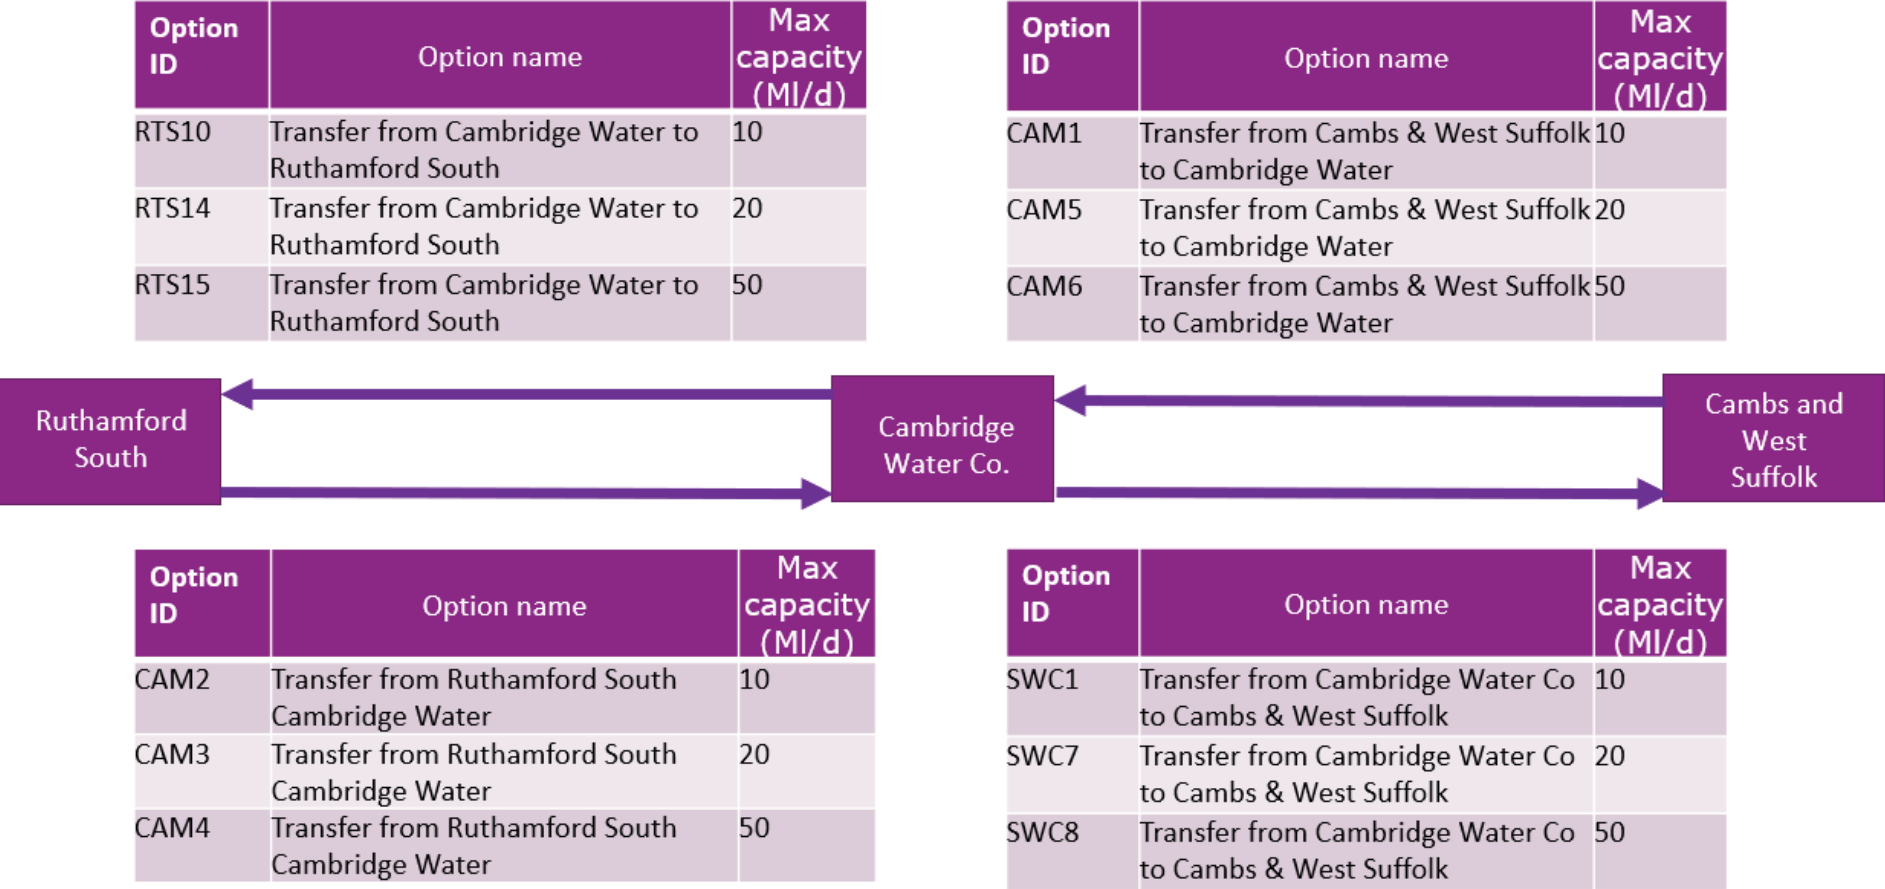 Option ID
Option name
Max capacity (Ml/d)
RTS10
Transfer from Cambridge Water to
Ruthamford South
10
RTS14
Transfer from Cambridge Water to
Ruthamford South
20
RTS15
Transfer from Cambridge Water to
Ruthamford South
50
Option ID
Option name
Max capacity (Ml/d)
CAM1
Transfer from Cambs & West Suffolk
to Cambridge Water
10
CAM5
Transfer from Cambs & West Suffolk
to Cambridge Water
20
CAM6
Transfer from Cambs & West Suffolk
to Cambridge Water
50
Ruthamford
South
Cambridge
Water Co.
Cambs and
West
Suffolk
Option ID
Option name
Max capacity (Ml/d)
CAM2
Transfer from Ruthamford South
Cambridge Water
10
CAM3
Transfer from Ruthamford South
Cambridge Water
20
CAM4
Transfer from Ruthamford South
Cambridge Water
50
Option ID
Option name
Max capacity (Ml/d)
SWC1
Transfer from Cambridge Water Co
to Cambs & West Suffolk
10
SWC7
Transfer from Cambridge Water Co
to Cambs & West Suffolk
20
SWC8
Transfer from Cambridge Water Co
to Cambs & West Suffolk
50